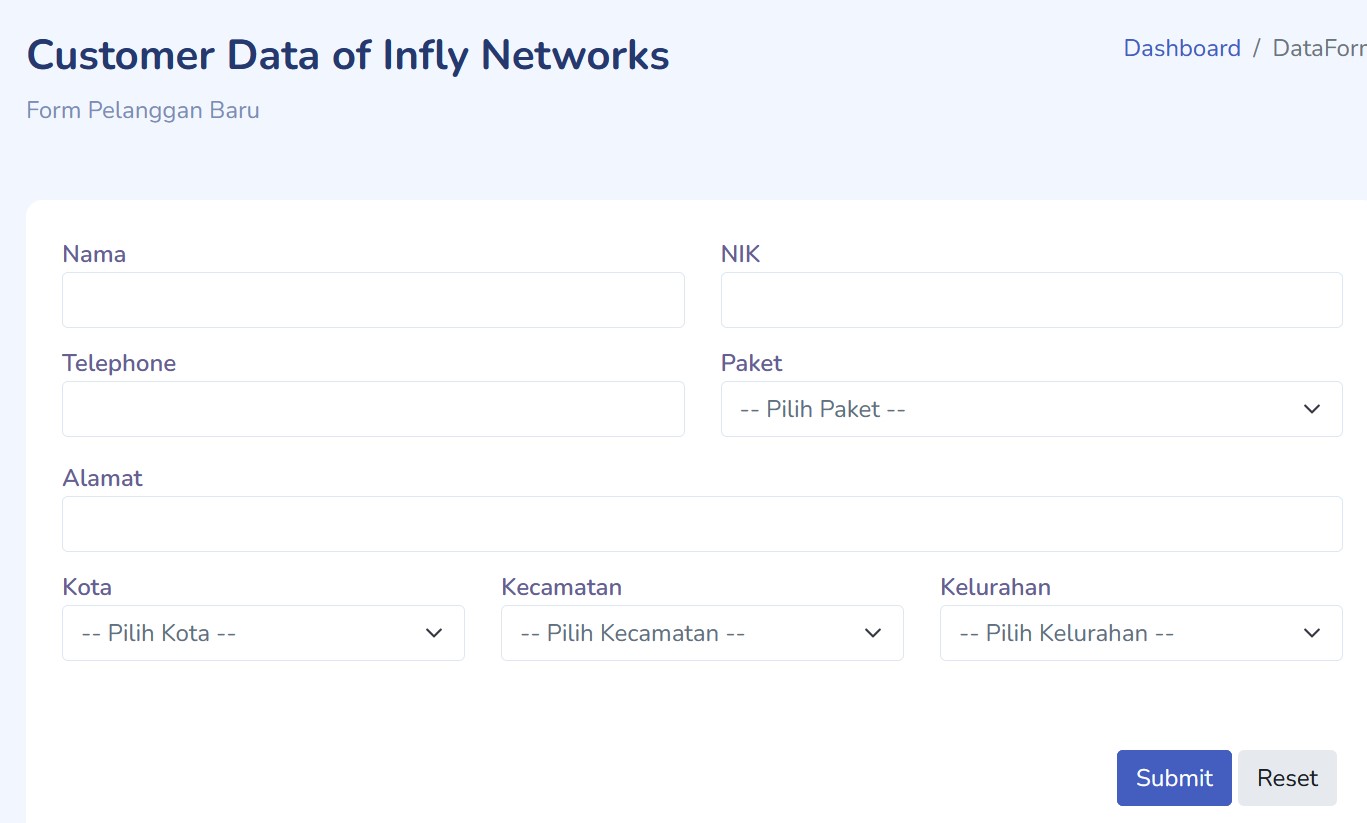 Customer Data of Infly Networks
Dashboard / DataForm
Form Pelanggan Baru
Nama
NIK
Telephone
Paket
-- Pilih Paket --
Alamat
Kota
Kecamatan
Kelurahan
-- Pilih Kota --
-- Pilih Kecamatan --
-- Pilih Kelurahan --
Submit
Reset